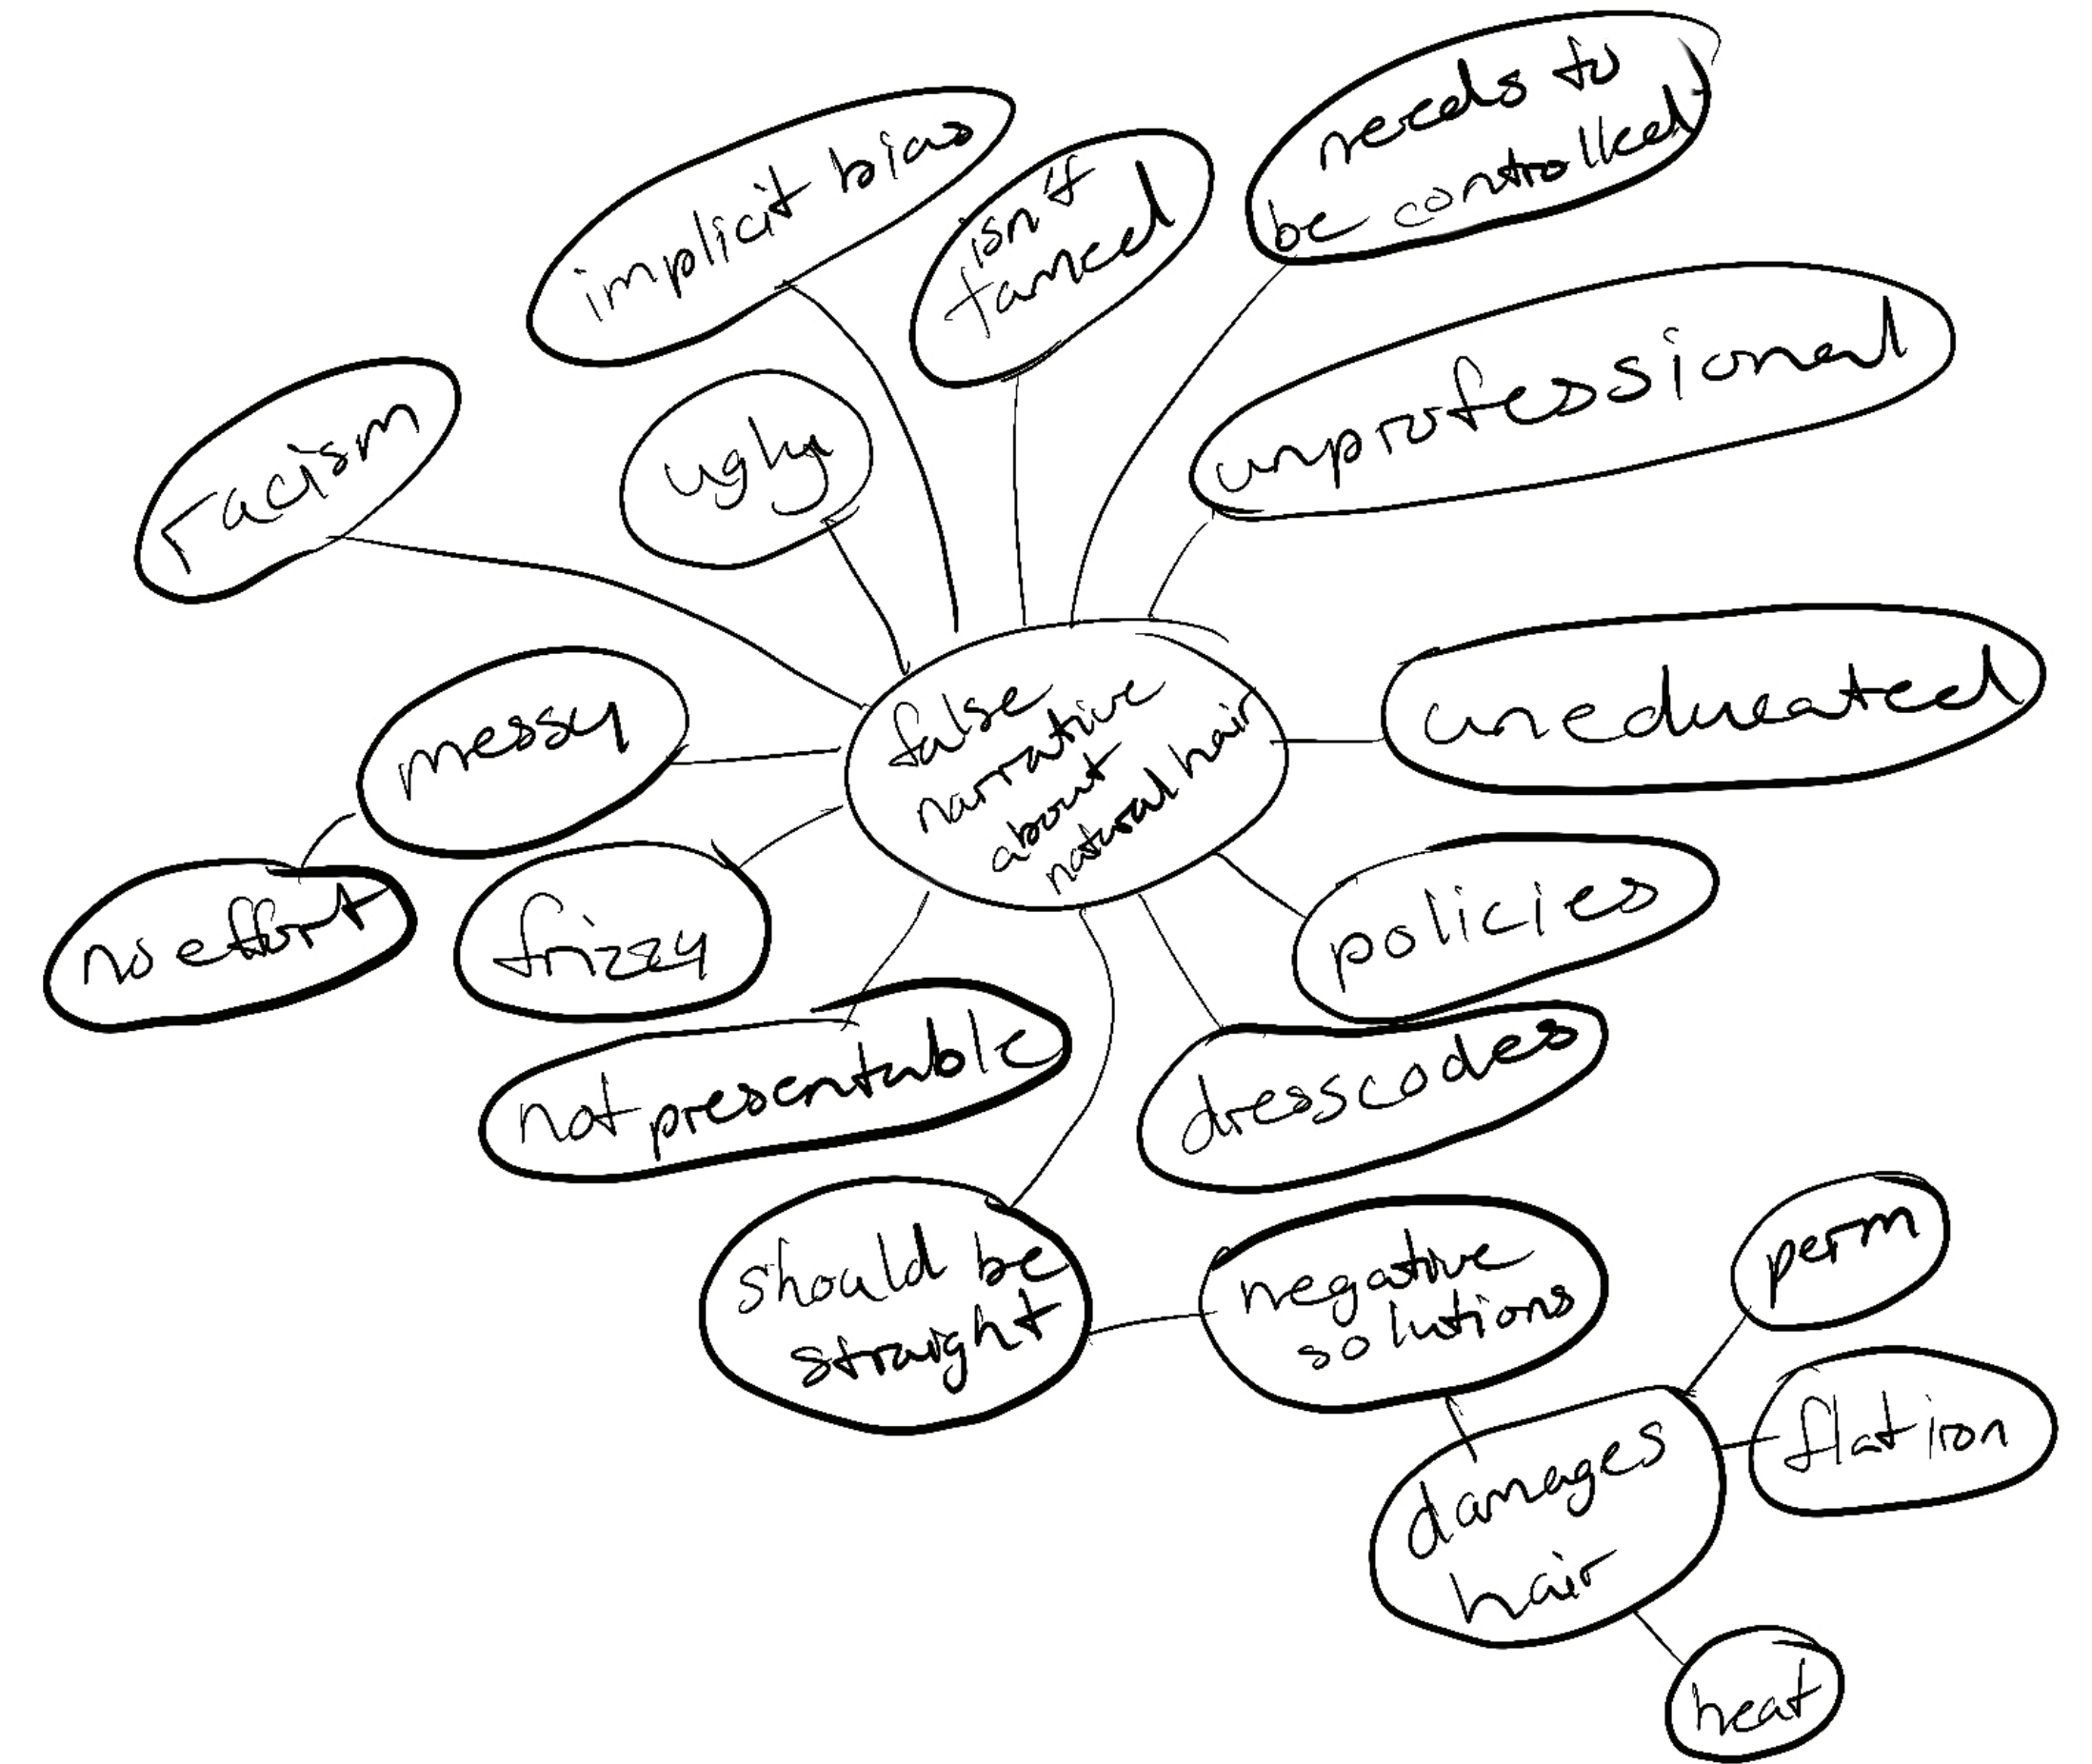 needs to
be controlled
implicit bias
isn't
tamed
unprofessional
racism
ugly
uneducated
messy
false
narrative
about
natural hair
policies
no effort
frizzy
not presentable
dresscodes
should be
straight
negative
solutions
perm
flat iron
damages
hair
heat